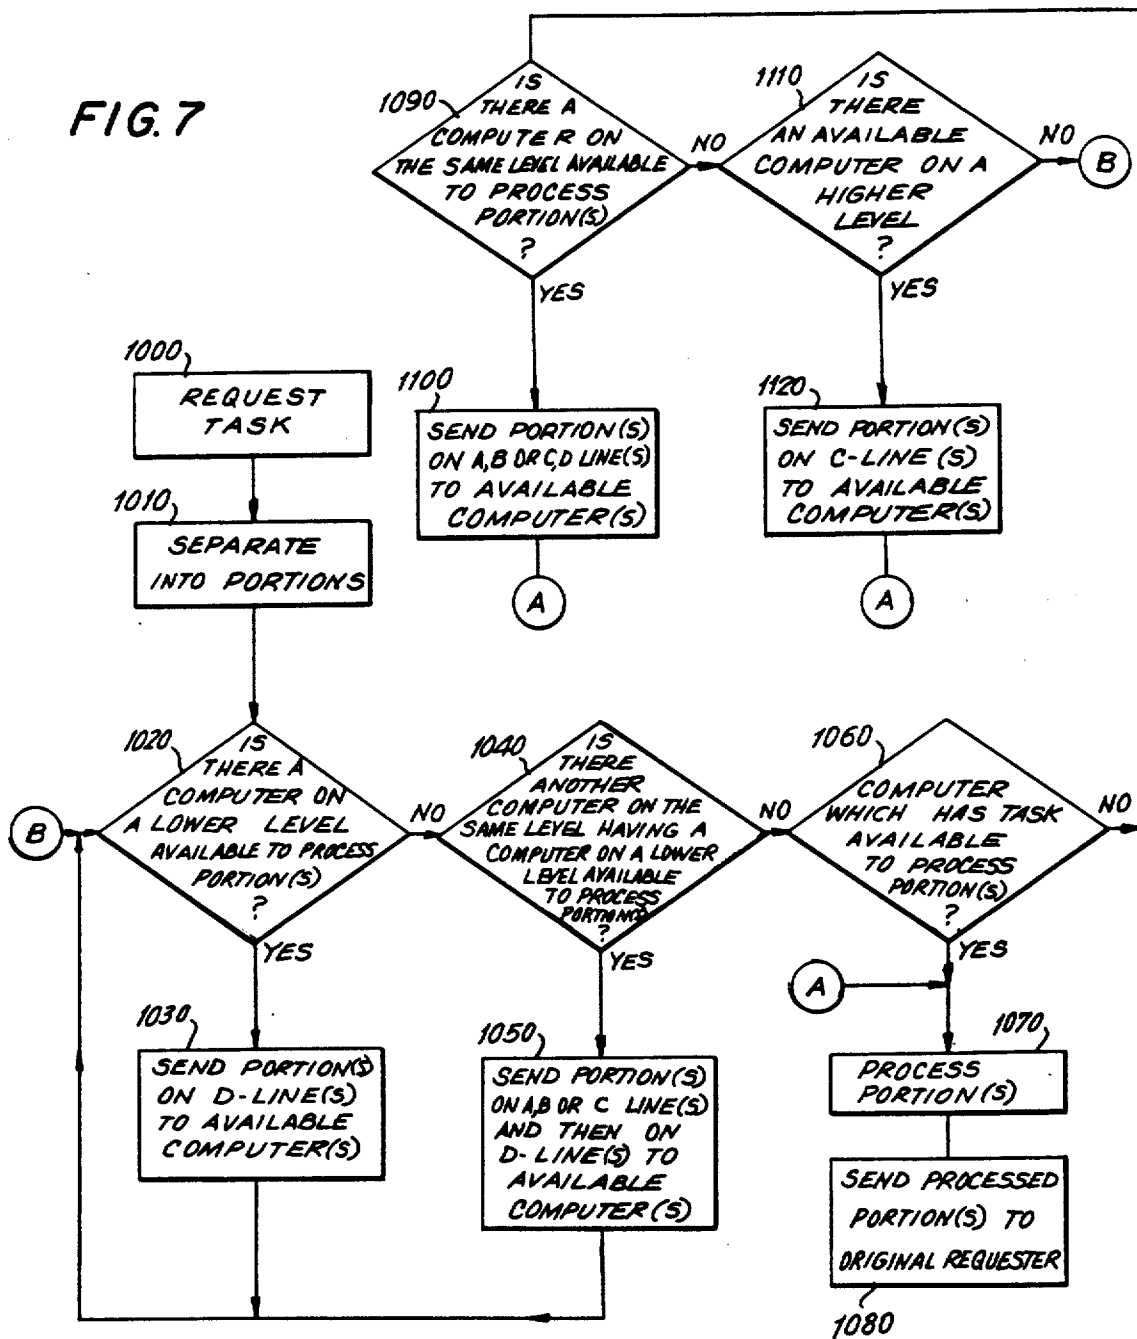 FIG. 7
1090
IS
THERE A
COMPUTER ON
THE SAME LEVEL AVAILABLE
TO PROCESS
PORTION(S)
?
NO
YES
1110
IS
THERE
AN AVAILABLE
COMPUTER ON A
HIGHER
LEVEL
?
NO
B
YES
1000
REQUEST
TASK
1010
SEPARATE
INTO PORTIONS
1100
SEND PORTION(S)
ON A,B OR C,D LINE(S)
TO AVAILABLE
COMPUTER(S)
A
1120
SEND PORTION(S)
ON C-LINE(S)
TO AVAILABLE
COMPUTER(S)
A
B
1020
IS
THERE A
COMPUTER ON
A LOWER LEVEL
AVAILABLE TO PROCESS
PORTION(S)
?
NO
YES
1040
IS
THERE
ANOTHER
COMPUTER ON THE
SAME LEVEL HAVING A
COMPUTER ON A LOWER
LEVEL AVAILABLE
TO PROCESS
PORTION(S)
?
NO
YES
1060
COMPUTER
WHICH HAS TASK
AVAILABLE
TO PROCESS
PORTION(S)
?
NO
YES
A
1030
SEND PORTION(S)
ON D-LINE(S)
TO AVAILABLE
COMPUTER(S)
1050
SEND PORTION(S)
ON A,B OR C LINE(S)
AND THEN ON
D-LINE(S) TO
AVAILABLE
COMPUTER(S)
1070
PROCESS
PORTION(S)
SEND PROCESSED
PORTION(S) TO
ORIGINAL REQUESTER
1080